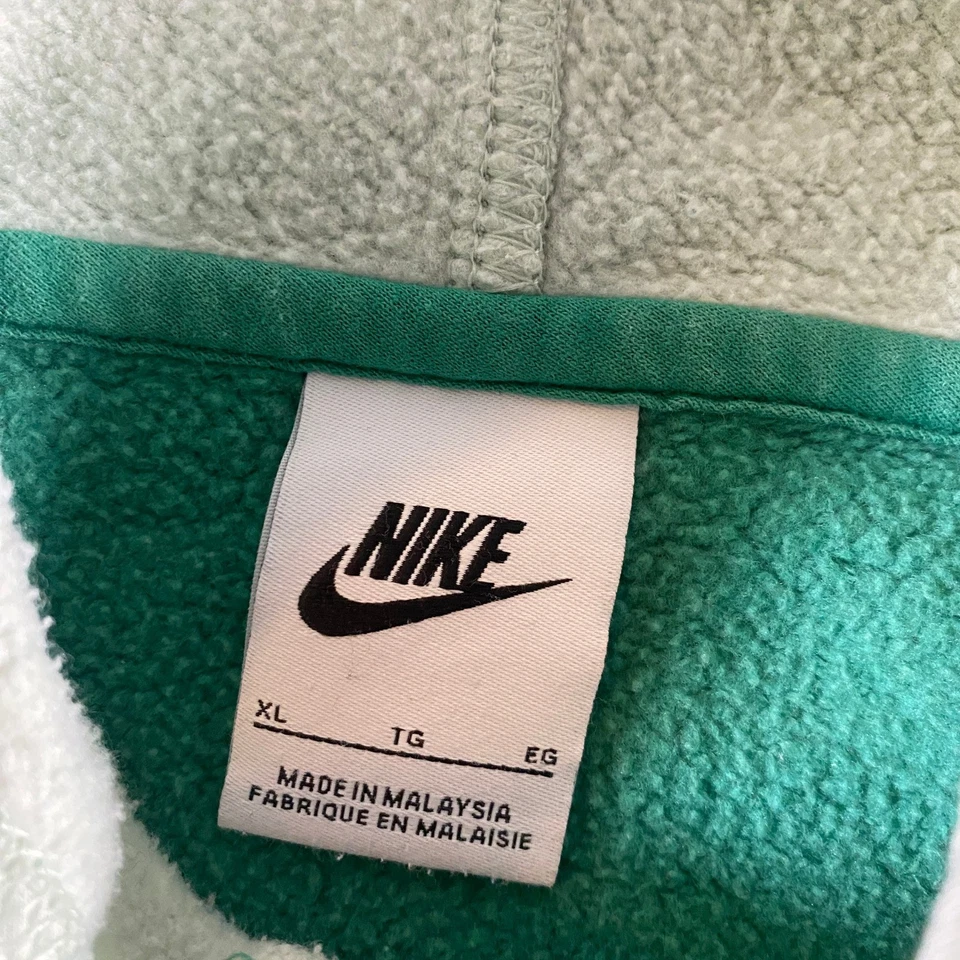 NIKE
XL TG EG
MADE IN MALAYSIA
FABRIQUE EN MALAISIE